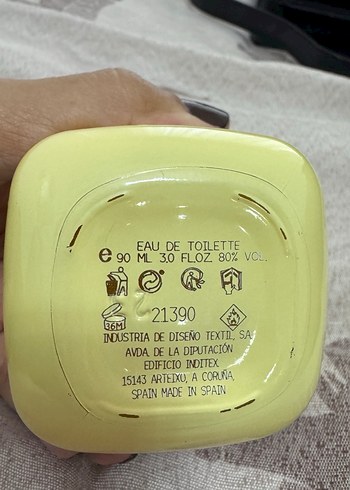 EAU DE TOILETTE
e 90 ML 3.0 FL.OZ. 80% VOL.
36M 21390
INDUSTRIA DE DISEÑO TEXTIL, S.A.
AVDA. DE LA DIPUTACIÓN
EDIFICIO INDITEX
15143 ARTEIXO, A CORUÑA,
SPAIN MADE IN SPAIN